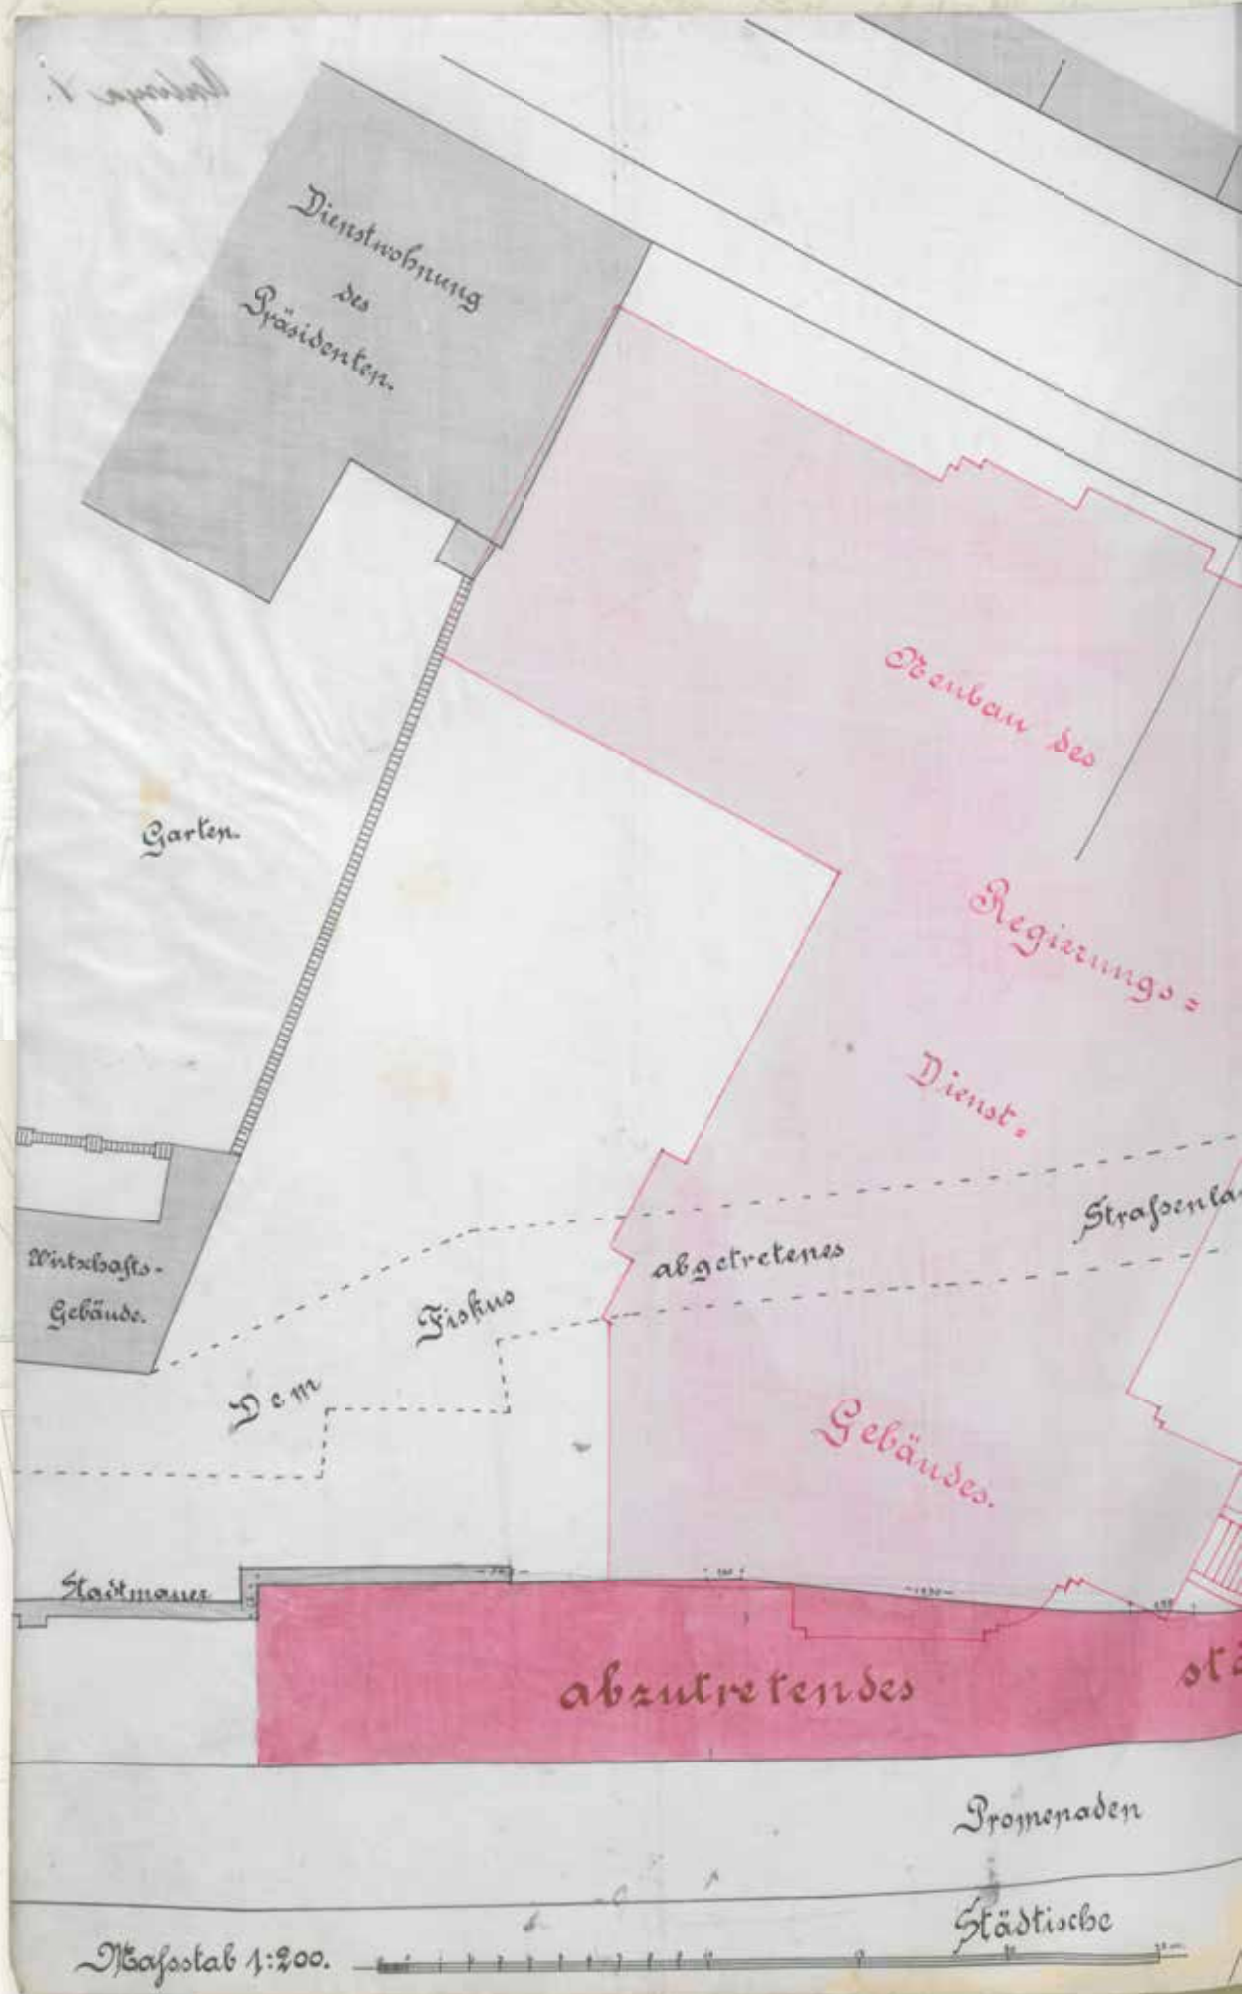 Dienstwohnung
des
Präsidenten.
Neubau des
Garten.
Regierungs=
Dienst=
Straßenla
abgetretenes
Wirtschafts-
Gebäude.
Fiskus
Dem
Gebäudes.
Stadtmauer
abzutretendes
stä
Promenaden
Städtische
Maßstab 1:200.